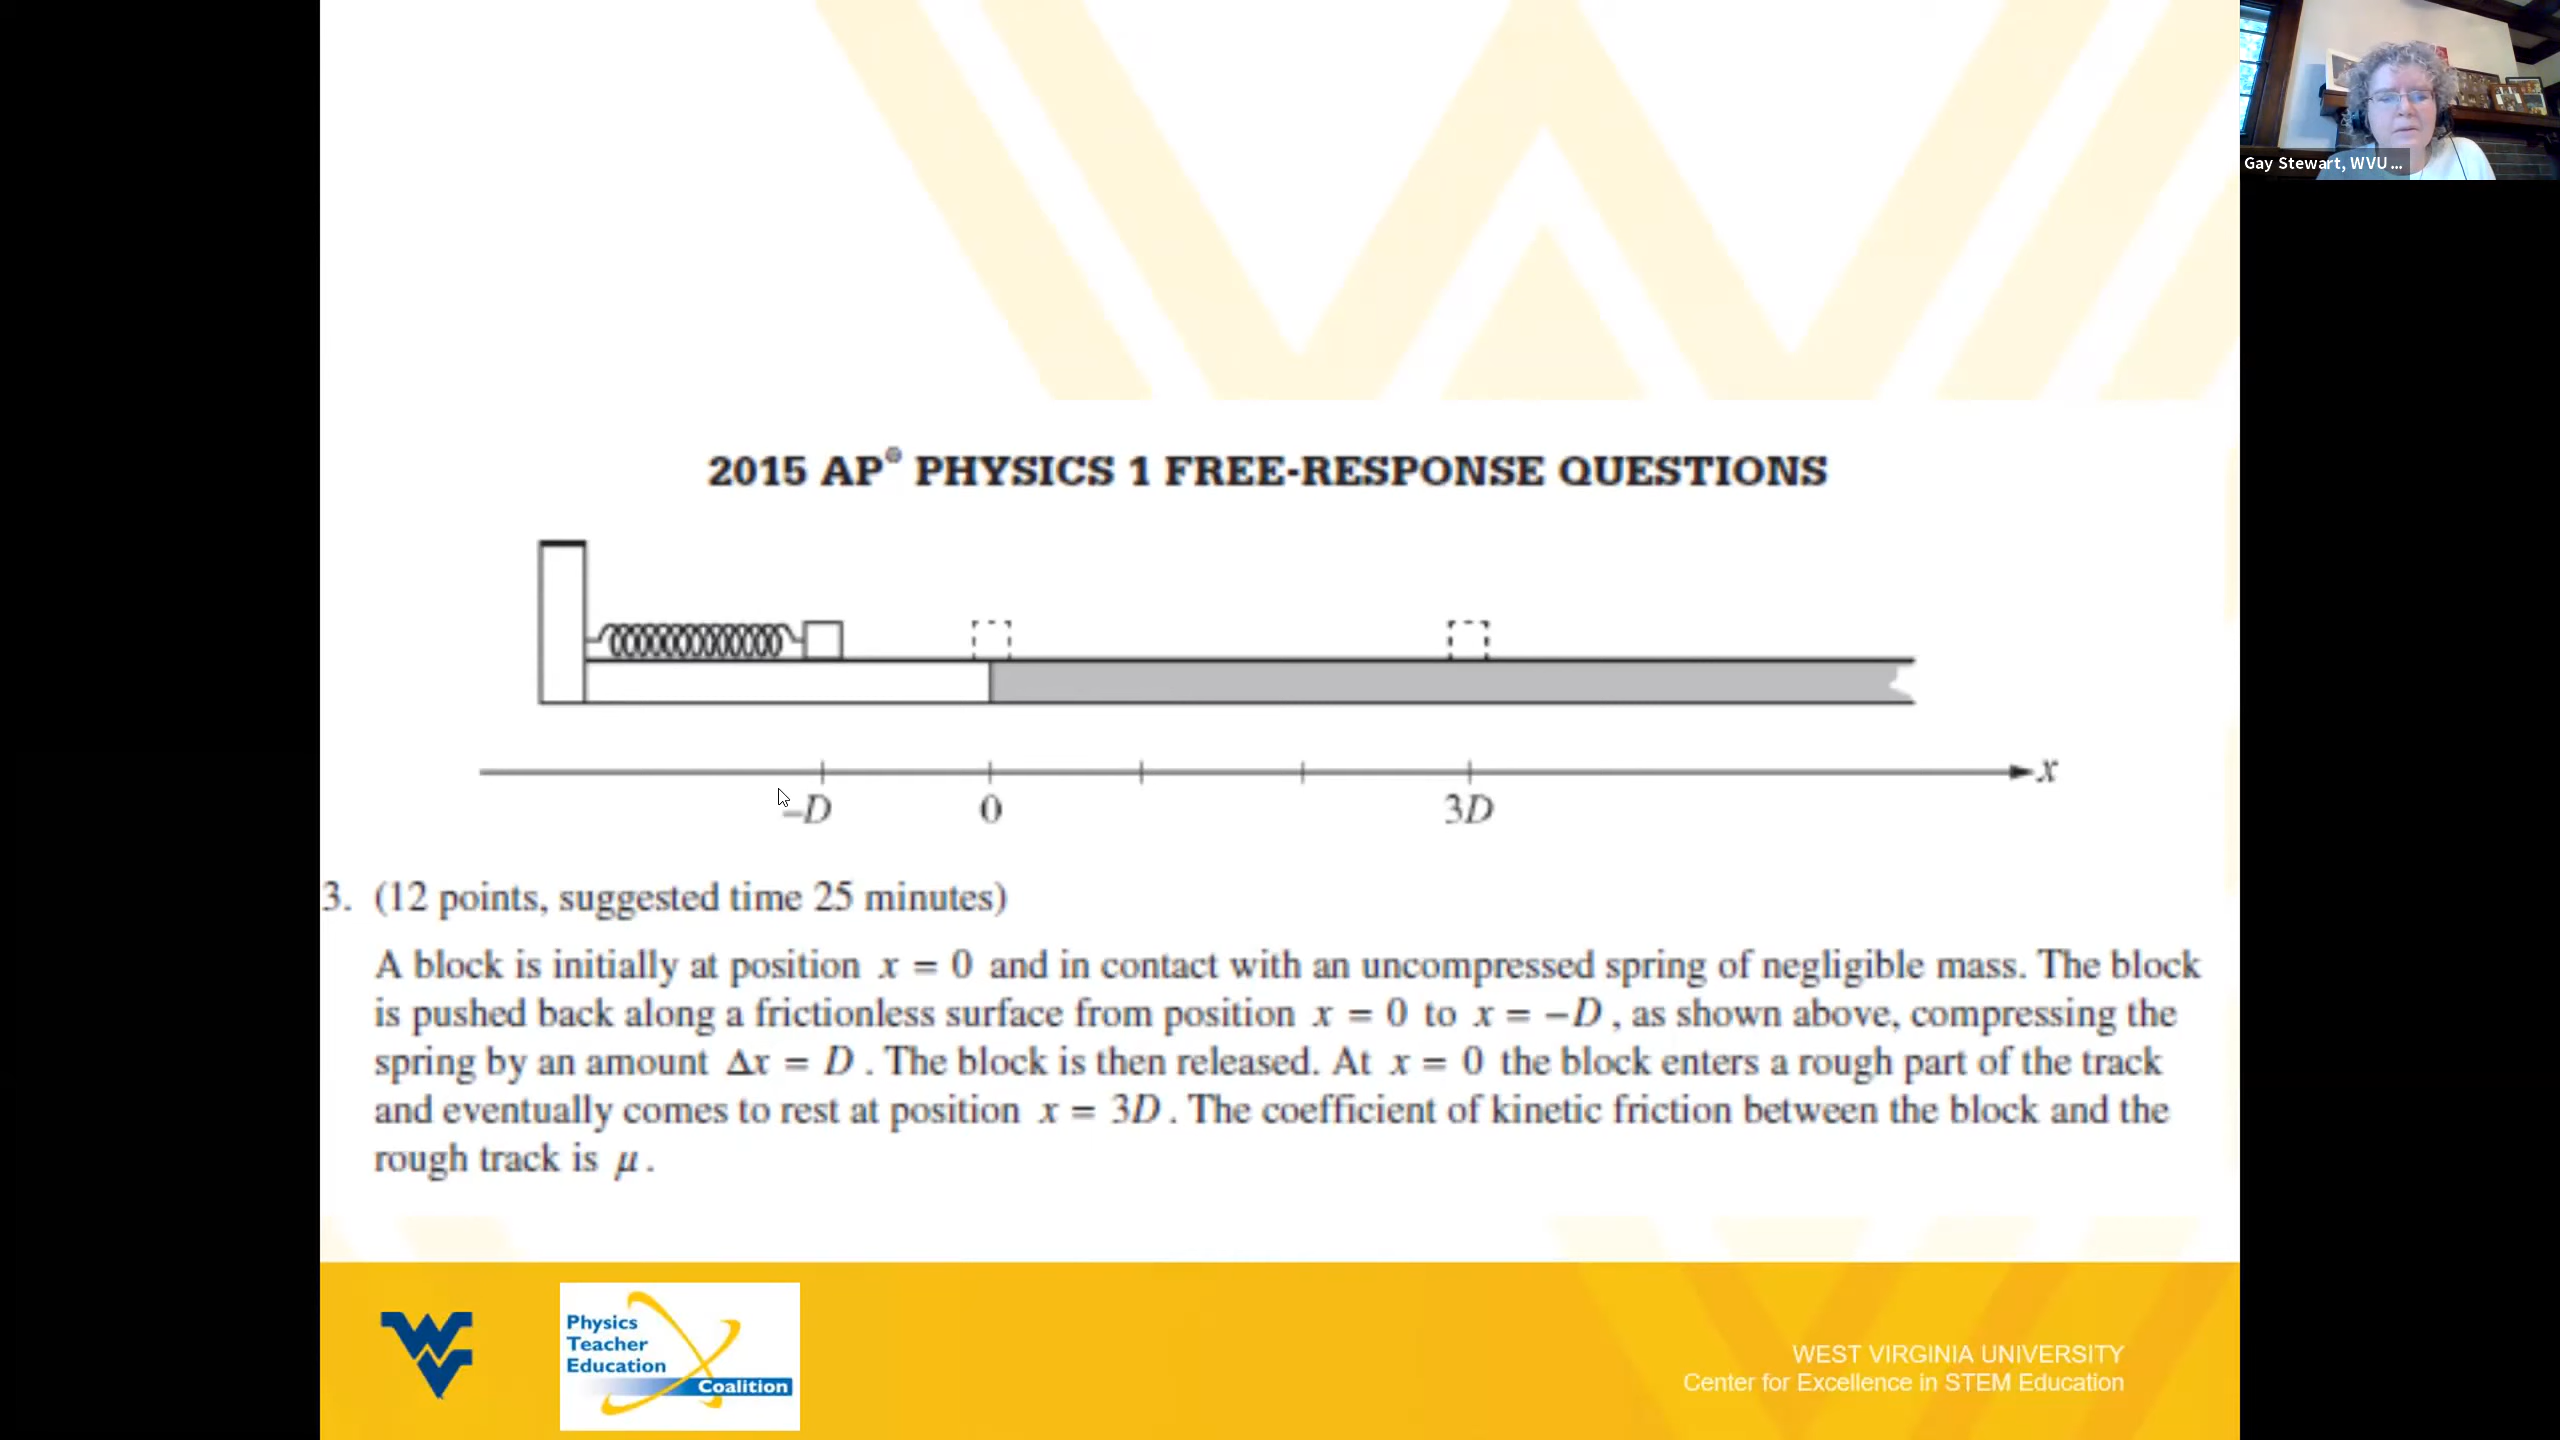 Gay Stewart, WVU ...
2015 AP® PHYSICS 1 FREE-RESPONSE QUESTIONS
x
–D 0 3D
3. (12 points, suggested time 25 minutes)
A block is initially at position x = 0 and in contact with an uncompressed spring of negligible mass. The block
is pushed back along a frictionless surface from position x = 0 to x = −D, as shown above, compressing the
spring by an amount Δx = D. The block is then released. At x = 0 the block enters a rough part of the track
and eventually comes to rest at position x = 3D. The coefficient of kinetic friction between the block and the
rough track is μ.
WV
Physics
Teacher
Education
Coalition
WEST VIRGINIA UNIVERSITY
Center for Excellence in STEM Education